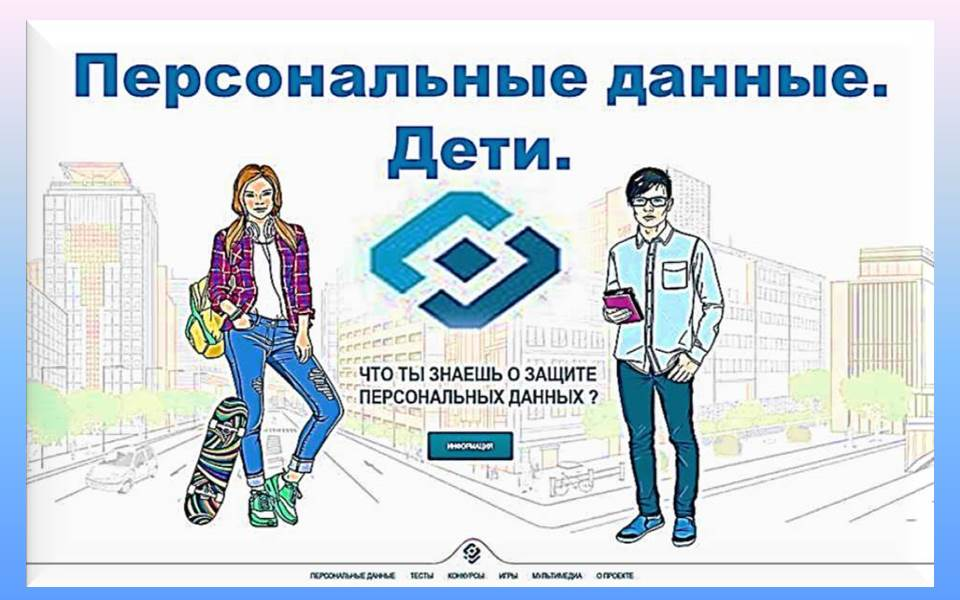 Персональные данные.
Дети.
ЧТО ТЫ ЗНАЕШЬ О ЗАЩИТЕ
ПЕРСОНАЛЬНЫХ ДАННЫХ ?
ИНФОРМАЦИЯ
ПЕРСОНАЛЬНЫЕ ДАННЫЕ ТЕСТЫ КОНКУРСЫ ИГРЫ МУЛЬТИМЕДИА О ПРОЕКТЕ